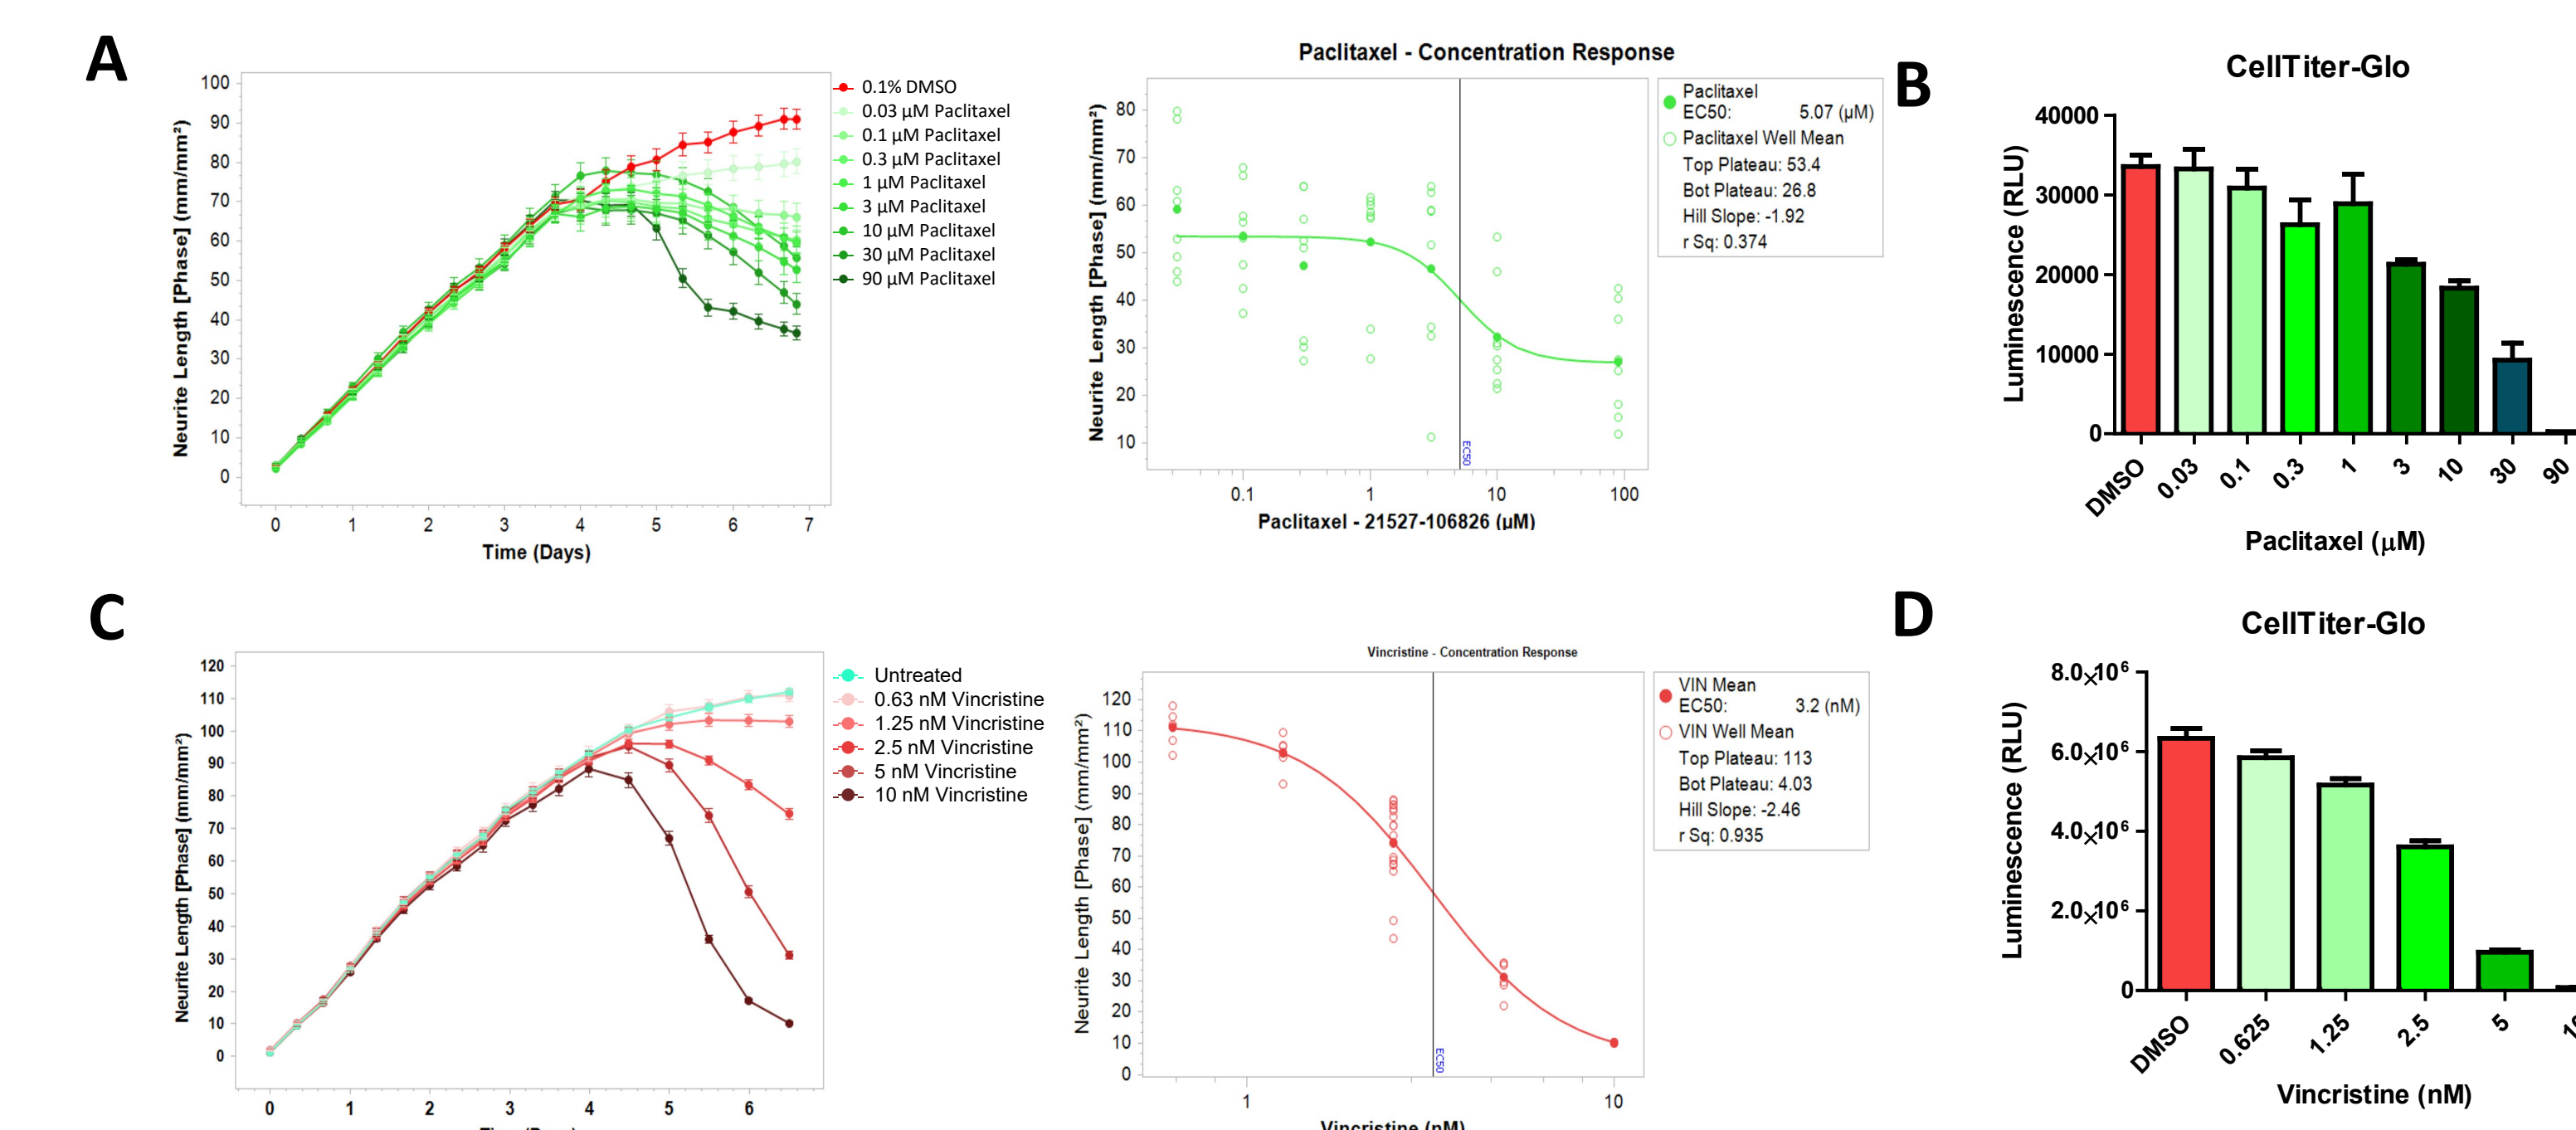 A
Neurite Length [Phase] (mm/mm²)
100
90
80
70
60
50
40
30
20
10
0
0 1 2 3 4 5 6 7
Time (Days)
0.1% DMSO
0.03 µM Paclitaxel
0.1 µM Paclitaxel
0.3 µM Paclitaxel
1 µM Paclitaxel
3 µM Paclitaxel
10 µM Paclitaxel
30 µM Paclitaxel
90 µM Paclitaxel
Paclitaxel - Concentration Response
Neurite Length [Phase] (mm/mm²)
80
70
60
50
40
30
20
10
EC50
0.1 1 10 100
Paclitaxel - 21527-106826 (µM)
Paclitaxel
EC50: 5.07 (µM)
Paclitaxel Well Mean
Top Plateau: 53.4
Bot Plateau: 26.8
Hill Slope: -1.92
r Sq: 0.374
B
CellTiter-Glo
Luminescence (RLU)
40000
30000
20000
10000
0
DMSO 0.03 0.1 0.3 1 3 10 30 90
Paclitaxel (µM)
C
Neurite Length [Phase] (mm/mm²)
120
110
100
90
80
70
60
50
40
30
20
10
0
0 1 2 3 4 5 6
Untreated
0.63 nM Vincristine
1.25 nM Vincristine
2.5 nM Vincristine
5 nM Vincristine
10 nM Vincristine
Vincristine - Concentration Response
Neurite Length [Phase] (mm/mm²)
120
110
100
90
80
70
60
50
40
30
20
10
0
EC50
1 10
Vincristine (nM)
VIN Mean
EC50: 3.2 (nM)
VIN Well Mean
Top Plateau: 113
Bot Plateau: 4.03
Hill Slope: -2.46
r Sq: 0.935
D
CellTiter-Glo
Luminescence (RLU)
8.0×10⁶
6.0×10⁶
4.0×10⁶
2.0×10⁶
0
DMSO 0.625 1.25 2.5 5
Vincristine (nM)